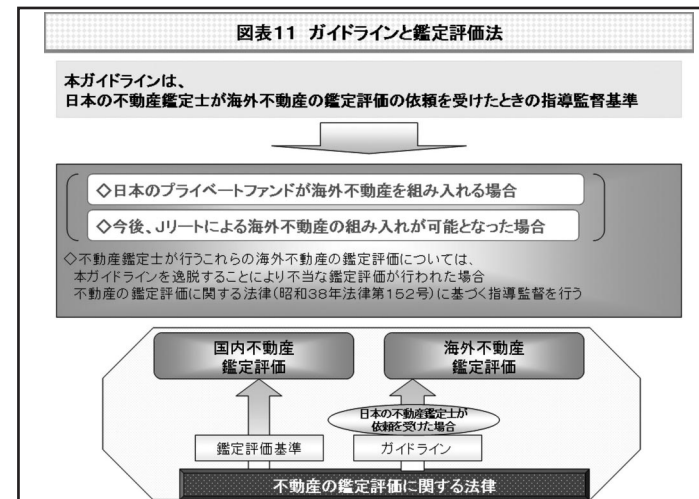 図表11 ガイドラインと鑑定評価法
本ガイドラインは、
日本の不動産鑑定士が海外不動産の鑑定評価の依頼を受けたときの指導監督基準
◇日本のプライベートファンドが海外不動産を組み入れる場合
◇今後、Jリートによる海外不動産の組み入れが可能となった場合
◇不動産鑑定士が行うこれらの海外不動産の鑑定評価については、
本ガイドラインを逸脱することにより不当な鑑定評価が行われた場合
不動産の鑑定評価に関する法律(昭和38年法律第152号)に基づく指導監督を行う
国内不動産
鑑定評価
海外不動産
鑑定評価
日本の不動産鑑定士が
依頼を受けた場合
鑑定評価基準
ガイドライン
不動産の鑑定評価に関する法律